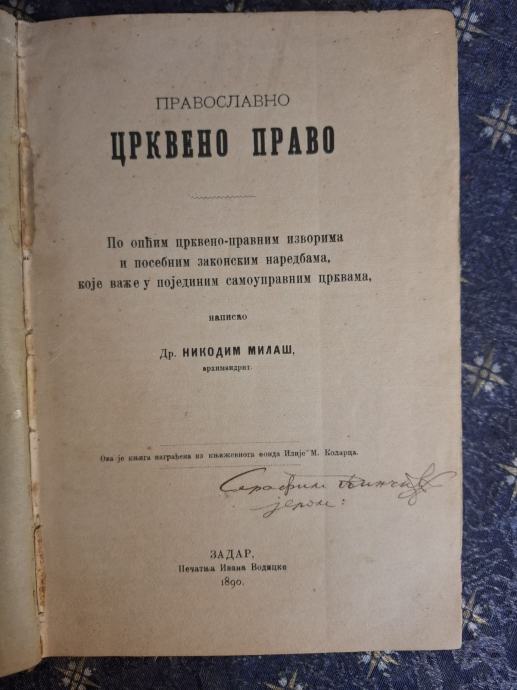 ПРАВОСЛАВНО
ЦРКВЕНО ПРАВО
По опћим црквено-правним изворима
и посебним законским наредбама,
које важе у појединим самоуправним црквама,
написао
Др. НИКОДИМ МИЛАШ,
архимандрит.
Ова је књига награђена из књижевнога фонда Илије М. Коларца.
Серафим
јером:
ЗАДАР,
Печатња Ивана Водицке
1890.